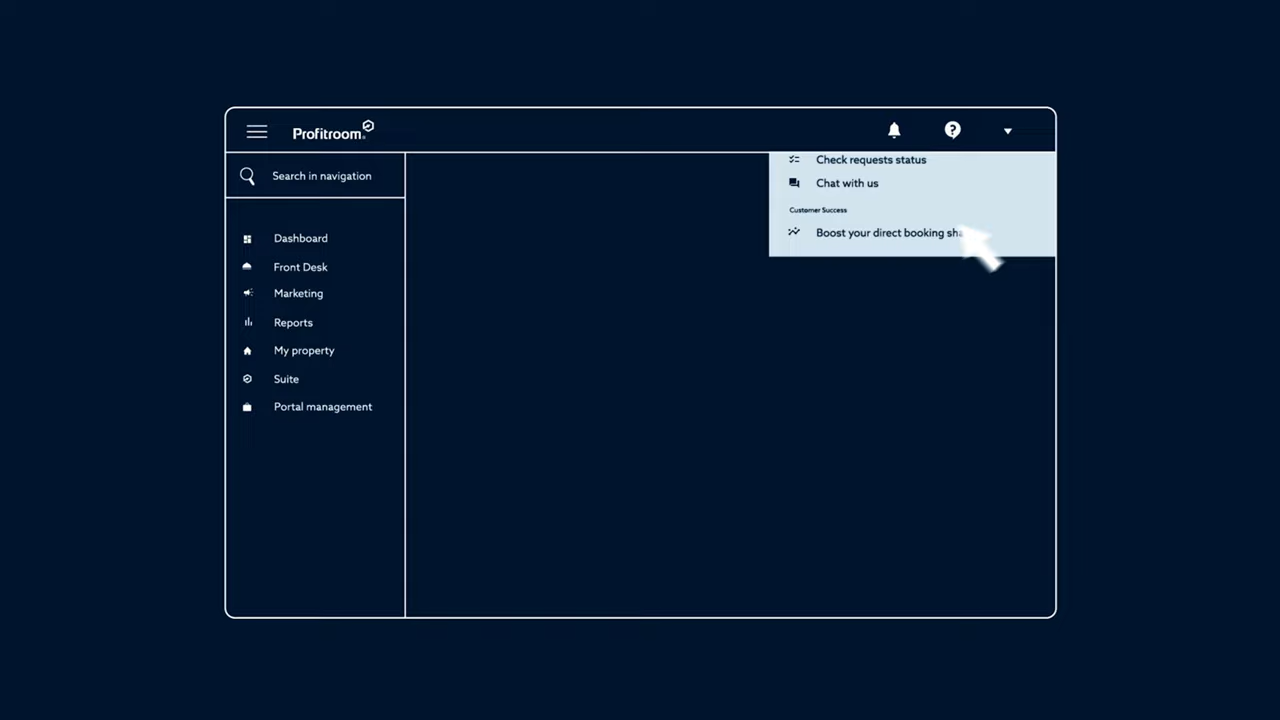 Profitroom
Search in navigation
Check requests status
Chat with us
Customer Success
Boost your direct booking
Dashboard
Front Desk
Marketing
Reports
My property
Suite
Portal management